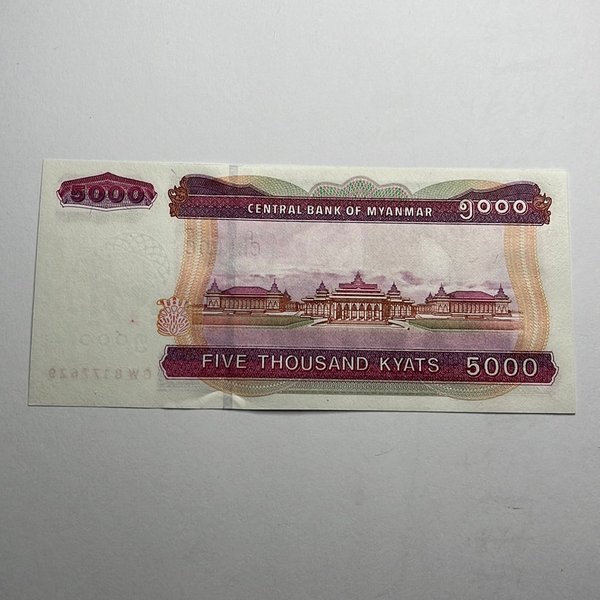 5000
CENTRAL BANK OF MYANMAR ၅၀၀၀
FIVE THOUSAND KYATS 5000